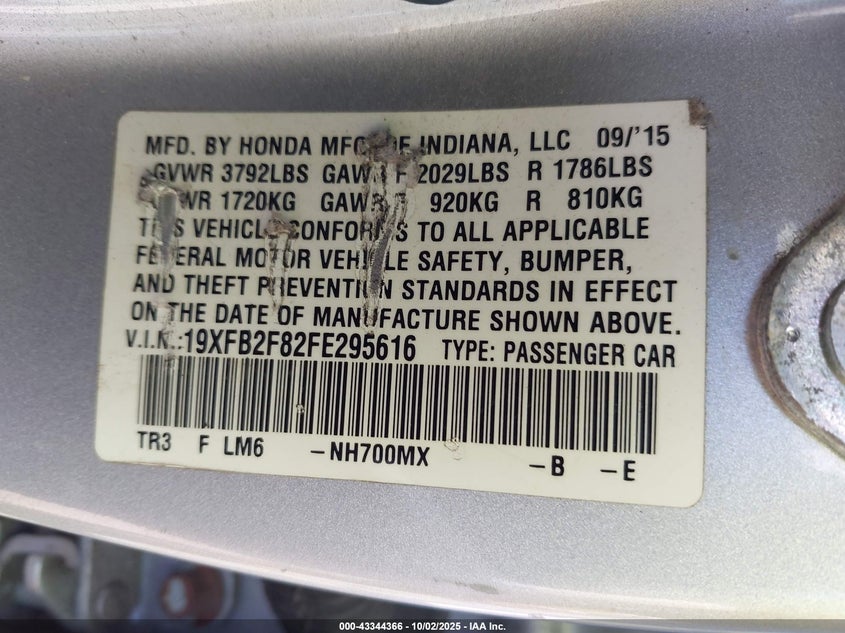 MFD. BY HONDA MFG OF INDIANA, LLC 09/'15
GVWR 3792LBS GAWR F 2029LBS R 1786LBS
GVWR 1720KG GAWR F 920KG R 810KG
THIS VEHICLE CONFORMS TO ALL APPLICABLE
FEDERAL MOTOR VEHICLE SAFETY, BUMPER,
AND THEFT PREVENTION STANDARDS IN EFFECT
ON THE DATE OF MANUFACTURE SHOWN ABOVE.
V.I.N.:19XFB2F82FE295616 TYPE: PASSENGER CAR
TR3 F LM6 -NH700MX -B -E
000-43344366 | 10/02/2025 - IAA Inc.